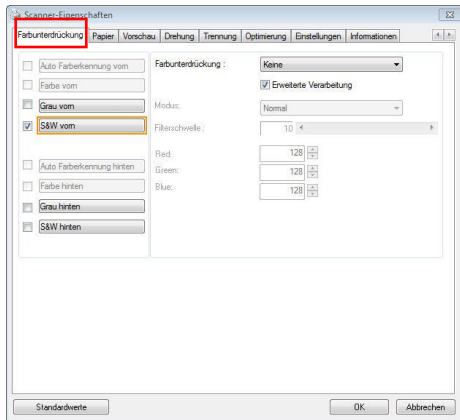 Scanner-Eigenschaften
Farbunterdrückung Papier Vorschau Drehung Trennung Optimierung Einstellungen Informationen
Auto Farberkennung vorn
Farbe vorn
Grau vorn
S&W vorn
Auto Farberkennung hinten
Farbe hinten
Grau hinten
S&W hinten
Farbunterdrückung : Keine
Erweiterte Verarbeitung
Modus: Normal
Filterschwelle : 10
Red: 128
Green: 128
Blue: 128
Standardwerte OK Abbrechen